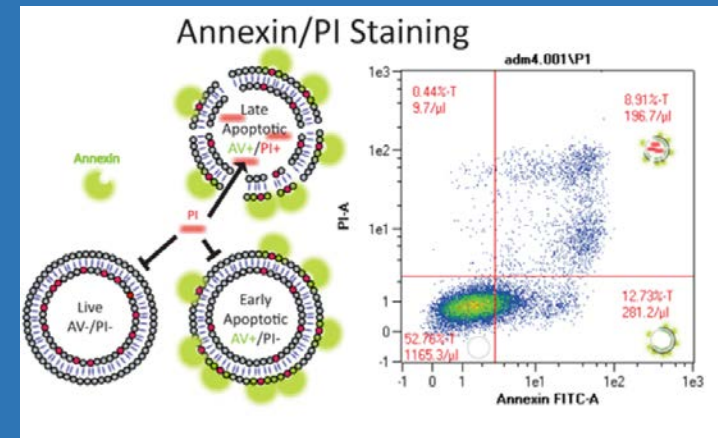 Annexin/PI Staining
Annexin
Late
Apoptotic
AV+/PI+
PI
Live
AV-/PI-
Early
Apoptotic
AV+/PI-
adm4.001\P1
0.44%-T
9.7/µl
8.91%-T
196.7/µl
12.73%-T
281.2/µl
52.76%-T
1165.3/µl
PI-A
1e3
1e2
1e1
1
0
-1
-1 0 1 1e1 1e2 1e3
Annexin FITC-A